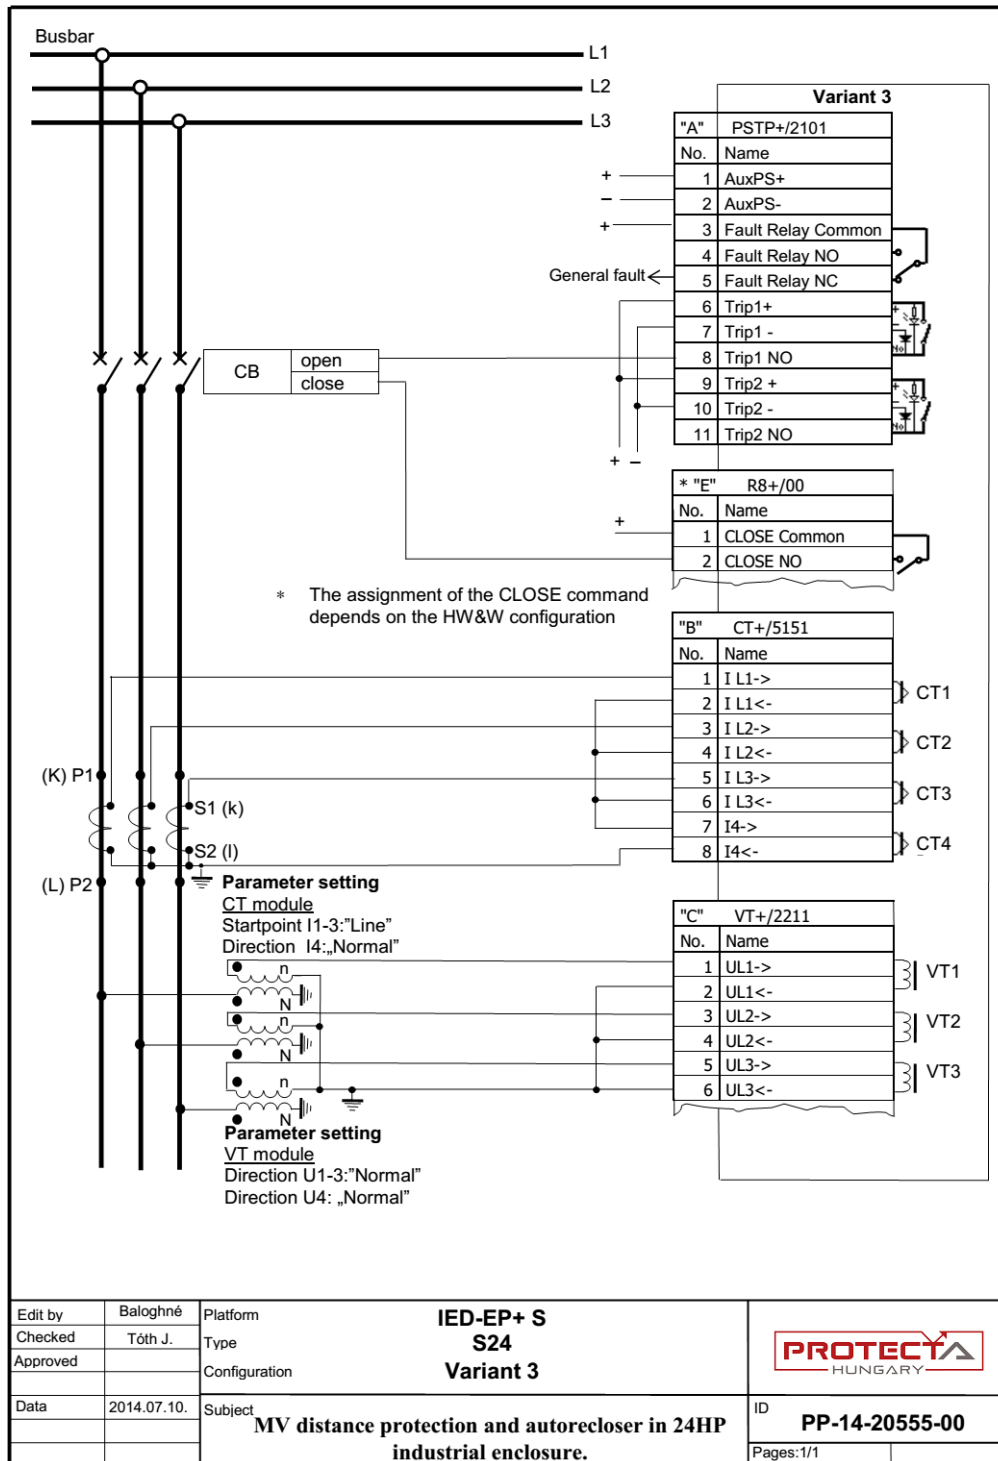 Busbar
L1
L2
L3
Variant 3
"A" PSTP+/2101
No. Name
+ 1 AuxPS+
– 2 AuxPS-
+ 3 Fault Relay Common
4 Fault Relay NO
General fault 5 Fault Relay NC
6 Trip1+
7 Trip1 -
8 Trip1 NO
9 Trip2 +
10 Trip2 -
11 Trip2 NO
+ –
CB open
close
* "E" R8+/00
No. Name
+ 1 CLOSE Common
2 CLOSE NO
* The assignment of the CLOSE command
depends on the HW&W configuration
"B" CT+/5151
No. Name
1 I L1->
2 I L1<-
CT1
3 I L2->
4 I L2<-
CT2
5 I L3->
6 I L3<-
CT3
7 I4->
8 I4<-
CT4
(K) P1
S1 (k)
S2 (l)
(L) P2
Parameter setting
CT module
Startpoint I1-3:"Line"
Direction I4:„Normal”
"C" VT+/2211
No. Name
1 UL1->
2 UL1<-
VT1
3 UL2->
4 UL2<-
VT2
5 UL3->
6 UL3<-
VT3
n
N
n
N
n
N
Parameter setting
VT module
Direction U1-3:”Normal”
Direction U4: „Normal”
Edit by Baloghné
Checked Tóth J.
Approved
Data 2014.07.10.
Platform IED-EP+ S
Type S24
Configuration Variant 3
Subject MV distance protection and autorecloser in 24HP
industrial enclosure.
PROTECTA
HUNGARY
ID
PP-14-20555-00
Pages:1/1